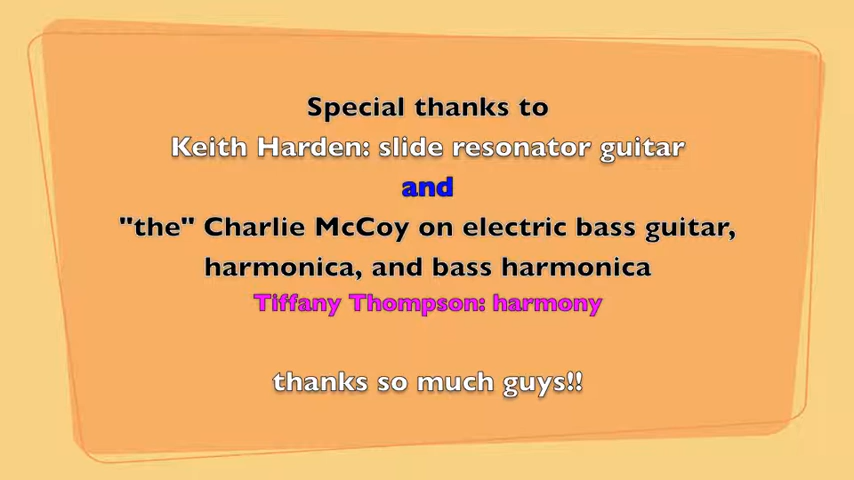 Special thanks to
Keith Harden: slide resonator guitar
and
"the" Charlie McCoy on electric bass guitar,
harmonica, and bass harmonica
Tiffany Thompson: harmony
thanks so much guys!!